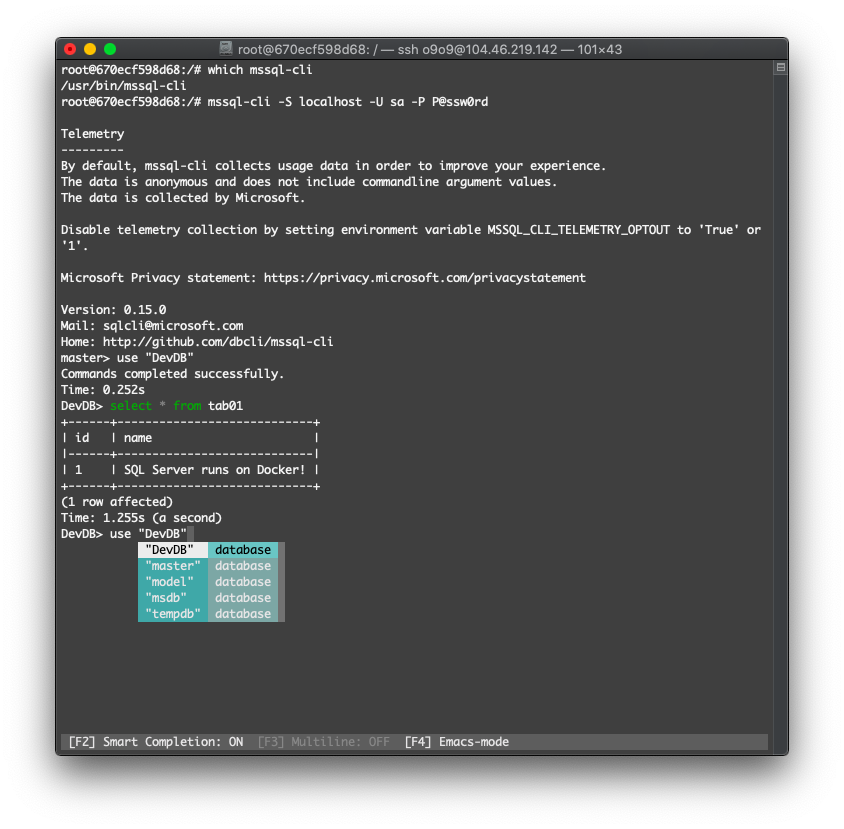 root@670ecf598d68: / — ssh o9o9@104.46.219.142 — 101×43
root@670ecf598d68:/# which mssql-cli
/usr/bin/mssql-cli
root@670ecf598d68:/# mssql-cli -S localhost -U sa -P P@ssw0rd
Telemetry
---------
By default, mssql-cli collects usage data in order to improve your experience.
The data is anonymous and does not include commandline argument values.
The data is collected by Microsoft.
Disable telemetry collection by setting environment variable MSSQL_CLI_TELEMETRY_OPTOUT to 'True' or
'1'.
Microsoft Privacy statement: https://privacy.microsoft.com/privacystatement
Version: 0.15.0
Mail: sqlcli@microsoft.com
Home: http://github.com/dbcli/mssql-cli
master> use "DevDB"
Commands completed successfully.
Time: 0.252s
DevDB> select * from tab01
+------+----------------------------+
| id   | name                       |
|------+----------------------------|
| 1    | SQL Server runs on Docker! |
+------+----------------------------+
(1 row affected)
Time: 1.255s (a second)
DevDB> use "DevDB"
"DevDB" database
"master" database
"model" database
"msdb" database
"tempdb" database
[F2] Smart Completion: ON [F3] Multiline: OFF [F4] Emacs-mode